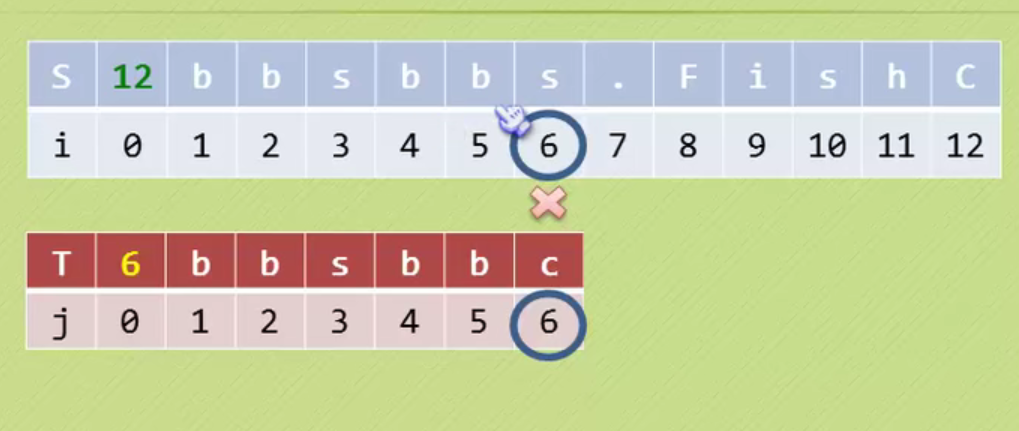 S 12 b b s b b s . F i s h C
i 0 1 2 3 4 5 6 7 8 9 10 11 12
T 6 b b s b b c
j 0 1 2 3 4 5 6